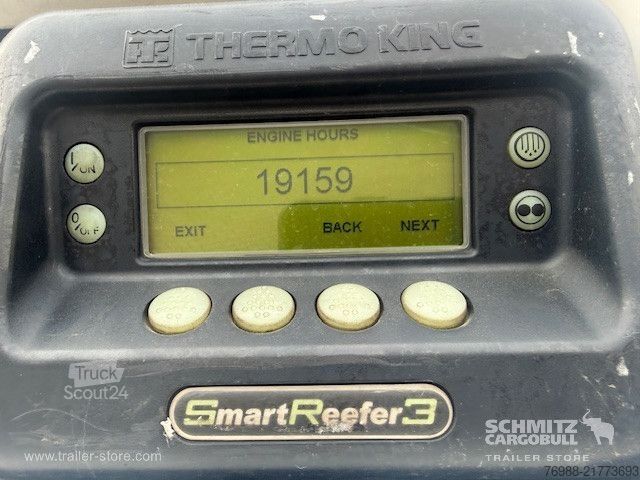 TK THERMO KING
I/ON
O/OFF
ENGINE HOURS
19159
EXIT BACK NEXT
Truck
Scout24
SmartReefer3
SCHMITZ
CARGOBULL
TRAILER STORE
www.trailer-store.com
76988-21773693